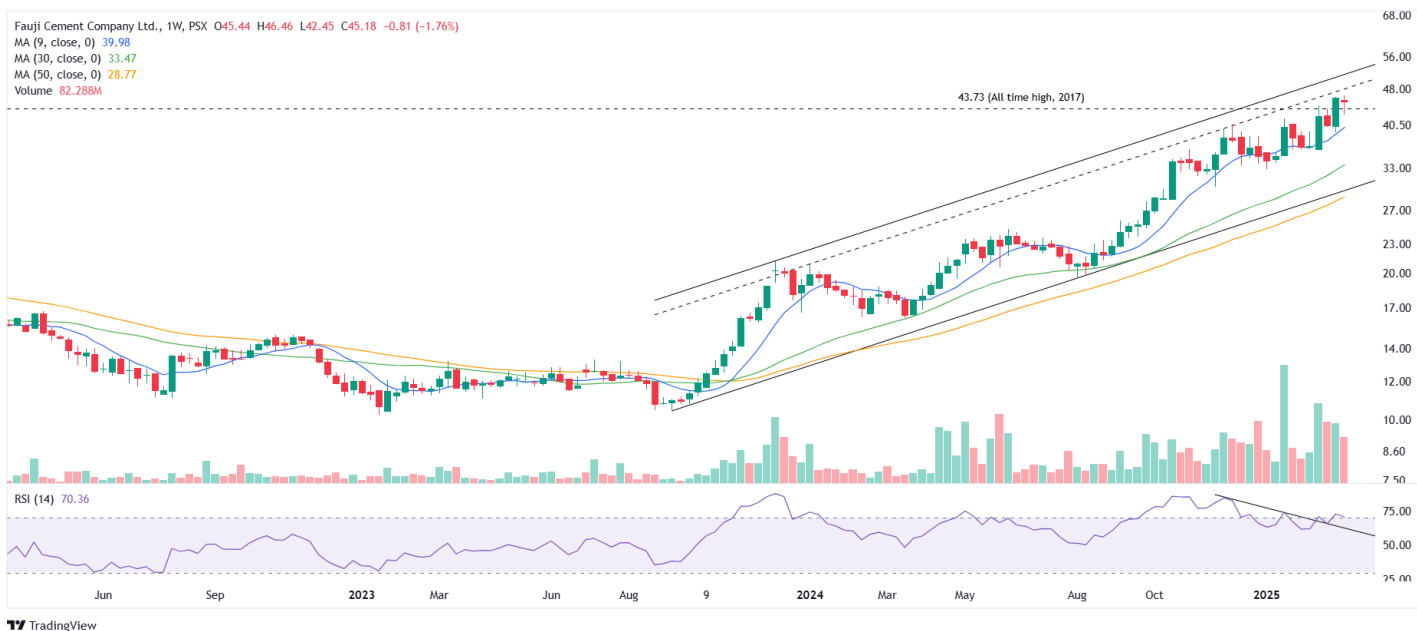 Fauji Cement Company Ltd., 1W, PSX O45.44 H46.46 L42.45 C45.18 −0.81 (−1.76%)
MA (9, close, 0) 39.98
MA (30, close, 0) 33.47
MA (50, close, 0) 28.77
Volume 82.288M
43.73 (All time high, 2017)
68.00
56.00
48.00
40.50
33.00
27.00
23.00
20.00
17.00
14.00
12.00
10.00
8.60
7.50
RSI (14) 70.36
75.00
50.00
25.00
Jun Sep 2023 Mar Jun Aug 9 2024 Mar May Aug Oct 2025
TradingView